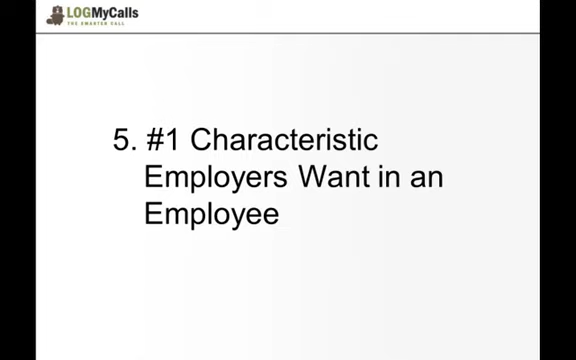 LOGMyCalls
THE SMARTER CALL
5. #1 Characteristic
Employers Want in an
Employee